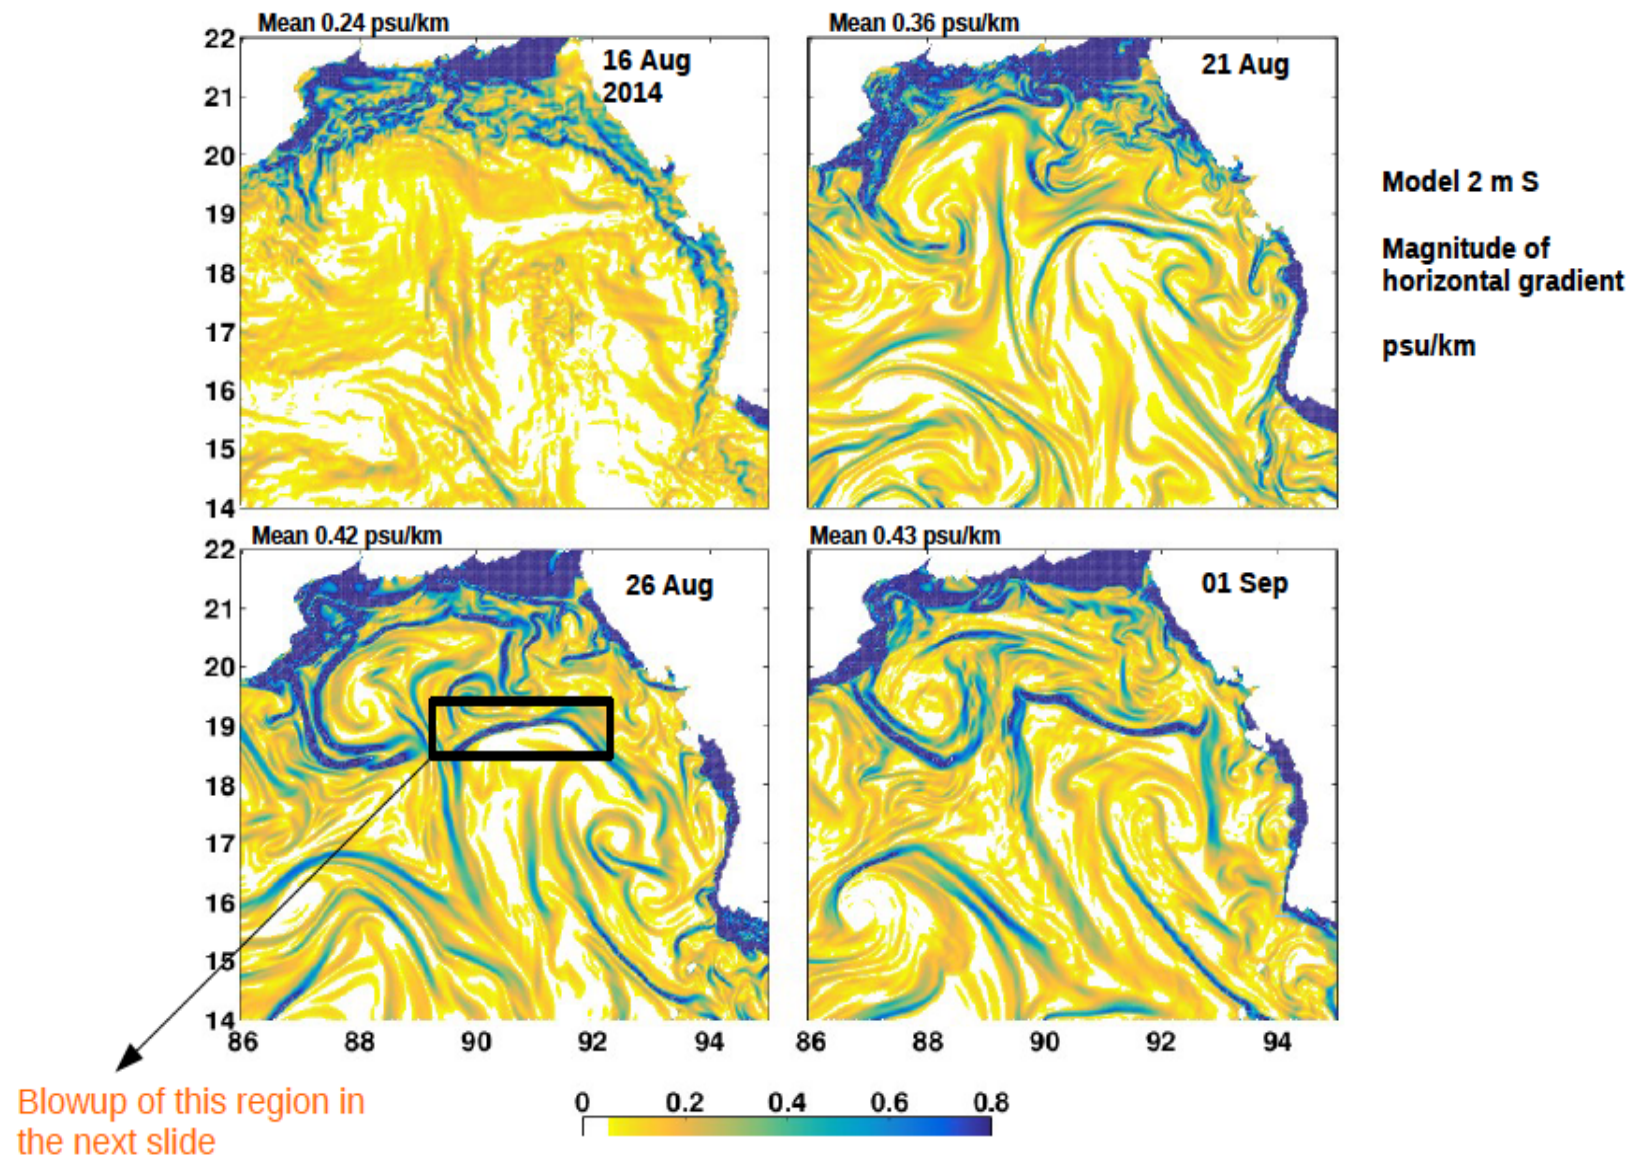 Mean 0.24 psu/km
Mean 0.36 psu/km
22
21
20
19
18
17
16
15
14
16 Aug
2014
21 Aug
Model 2 m S
Magnitude of
horizontal gradient
psu/km
Mean 0.42 psu/km
Mean 0.43 psu/km
22
21
20
19
18
17
16
15
14
26 Aug
01 Sep
86 88 90 92 94
86 88 90 92 94
Blowup of this region in
the next slide
0 0.2 0.4 0.6 0.8